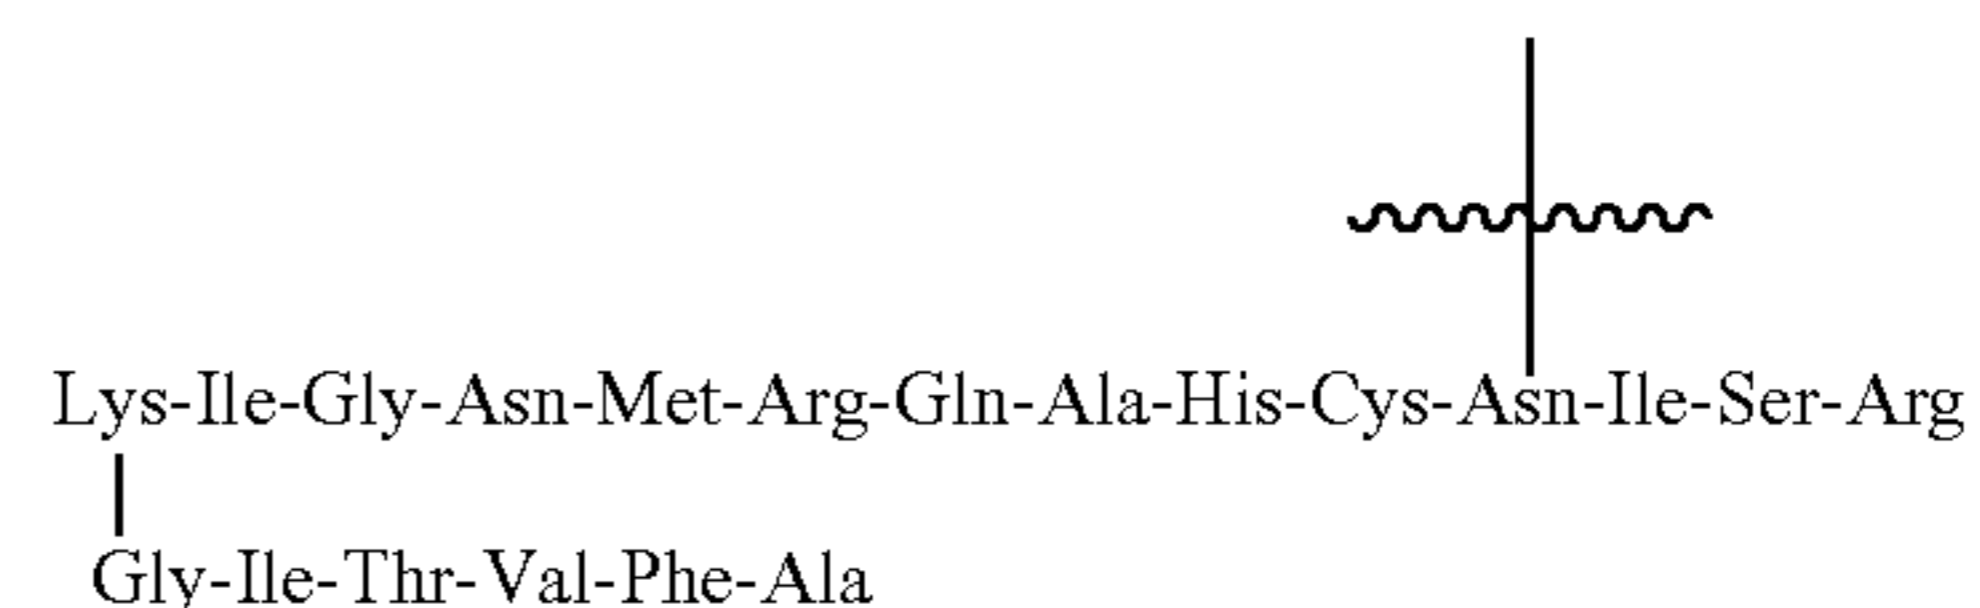 Lys-Ile-Gly-Asn-Met-Arg-Gln-Ala-His-Cys-Asn-Ile-Ser-Arg
Gly-Ile-Thr-Val-Phe-Ala